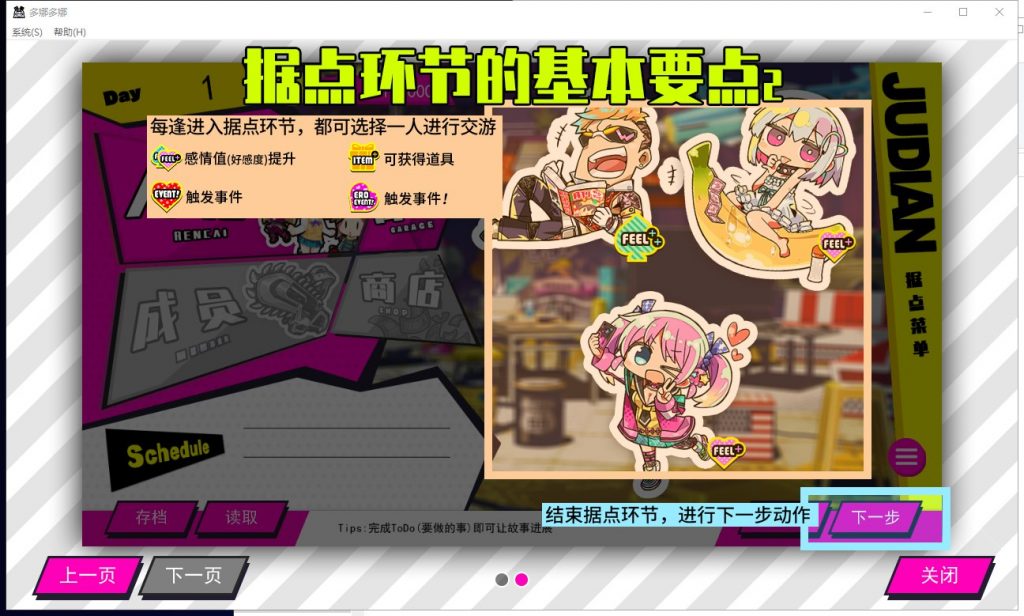 多娜多娜
系统(S) 帮助(H)
据点环节的基本要点2
Day 1
每逢进入据点环节，都可选择一人进行交游
FEEL+ 感情值(好感度)提升
ITEM+ 可获得道具
EVENT! 触发事件
ERO EVENT! 触发事件！
RENCAI
GARAGE
成员
MEMBER
商店
SHOP
FEEL++
FEEL+
FEEL+
JUDIAN
据点菜单
Schedule
存档
读取
Tips:完成ToDo(要做的事)即可让故事进展
结束据点环节，进行下一步动作
下一步
上一页
下一页
关闭